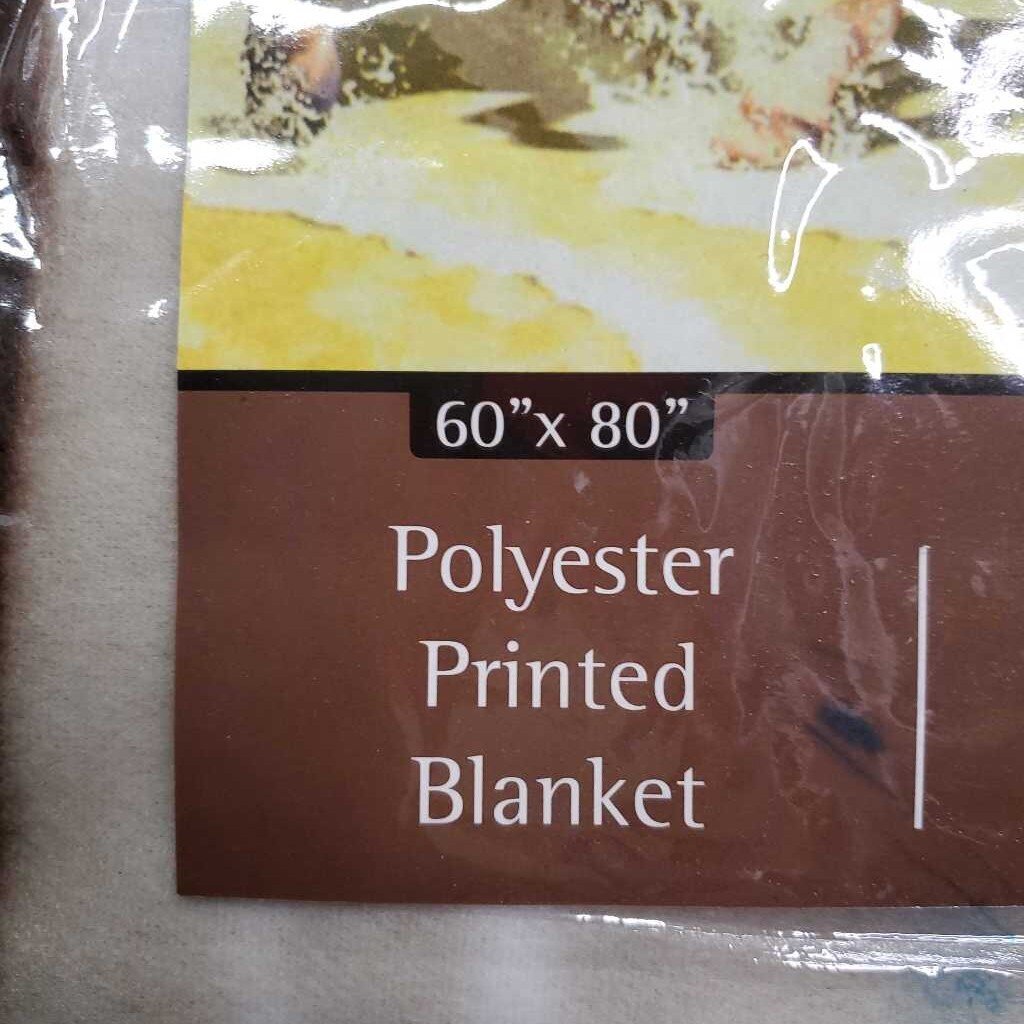 60”x 80”
Polyester
Printed
Blanket